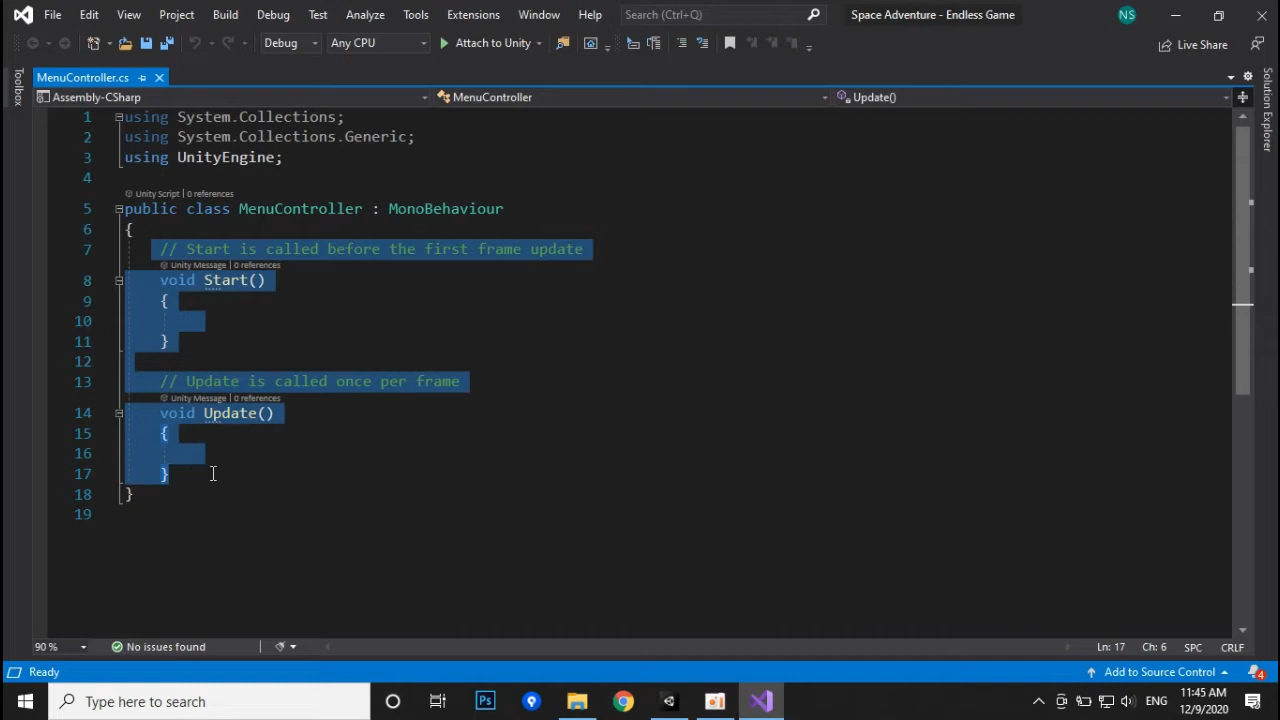 File Edit View Project Build Debug Test Analyze Tools Extensions Window Help Search (Ctrl+Q) Space Adventure - Endless Game NS
Debug Any CPU Attach to Unity Live Share
MenuController.cs
Toolbox
Solution Explorer
Assembly-CSharp MenuController Update()
1 using System.Collections;
2 using System.Collections.Generic;
3 using UnityEngine;
4
Unity Script | 0 references
5 public class MenuController : MonoBehaviour
6 {
7 // Start is called before the first frame update
Unity Message | 0 references
8 void Start()
9 {
10
11 }
12
13 // Update is called once per frame
Unity Message | 0 references
14 void Update()
15 {
16
17 }
18 }
19
90 % No issues found Ln: 17 Ch: 6 SPC CRLF
Ready Add to Source Control 4
Type here to search Ps ENG 11:45 AM
12/9/2020